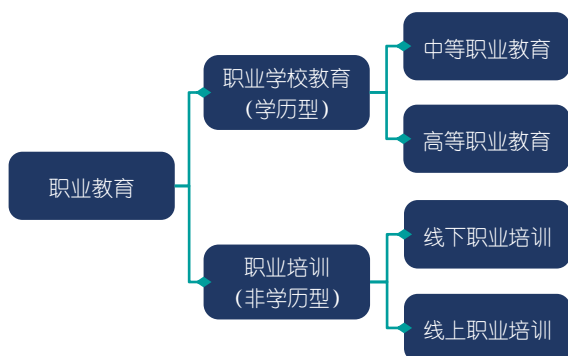 中等职业教育
职业学校教育
(学历型)
高等职业教育
职业教育
线下职业培训
职业培训
(非学历型)
线上职业培训